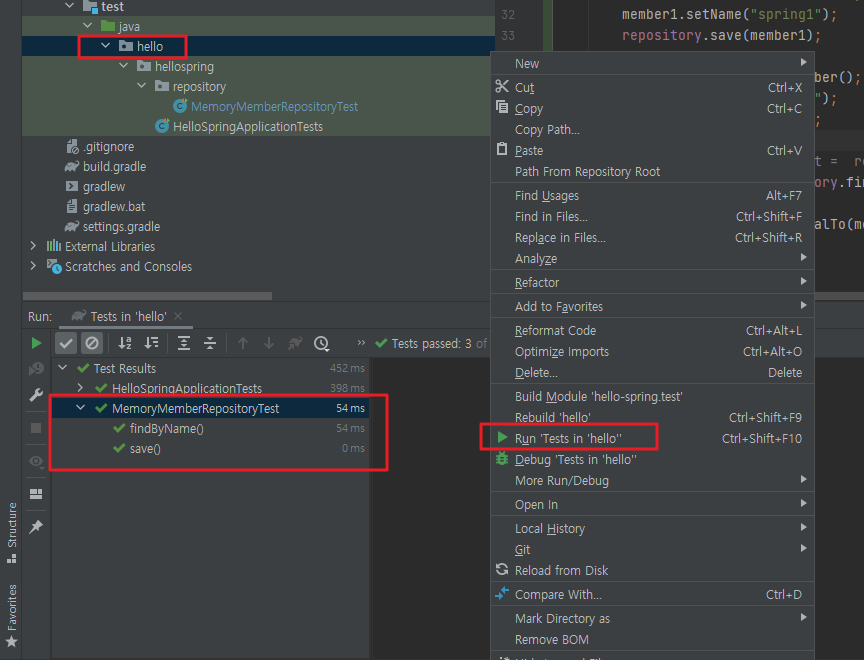 test
java
hello
hellospring
repository
MemoryMemberRepositoryTest
HelloSpringApplicationTests
.gitignore
build.gradle
gradlew
gradlew.bat
settings.gradle
External Libraries
Scratches and Consoles
32 member1.setName("spring1");
33 repository.save(member1);
ber();
");
;
t = re
ory.fin
alTo(me
New
Cut Ctrl+X
Copy Ctrl+C
Copy Path...
Paste Ctrl+V
Path From Repository Root
Find Usages Alt+F7
Find in Files... Ctrl+Shift+F
Replace in Files... Ctrl+Shift+R
Analyze
Refactor
Add to Favorites
Reformat Code Ctrl+Alt+L
Optimize Imports Ctrl+Alt+O
Delete... Delete
Build Module 'hello-spring.test'
Rebuild 'hello' Ctrl+Shift+F9
Run 'Tests in 'hello'' Ctrl+Shift+F10
Debug 'Tests in 'hello''
More Run/Debug
Open In
Local History
Git
Reload from Disk
Compare With... Ctrl+D
Mark Directory as
Remove BOM
Run: Tests in 'hello'
Tests passed: 3 of
Test Results 452 ms
HelloSpringApplicationTests 398 ms
MemoryMemberRepositoryTest 54 ms
findByName() 54 ms
save() 0 ms
Structure
Favorites